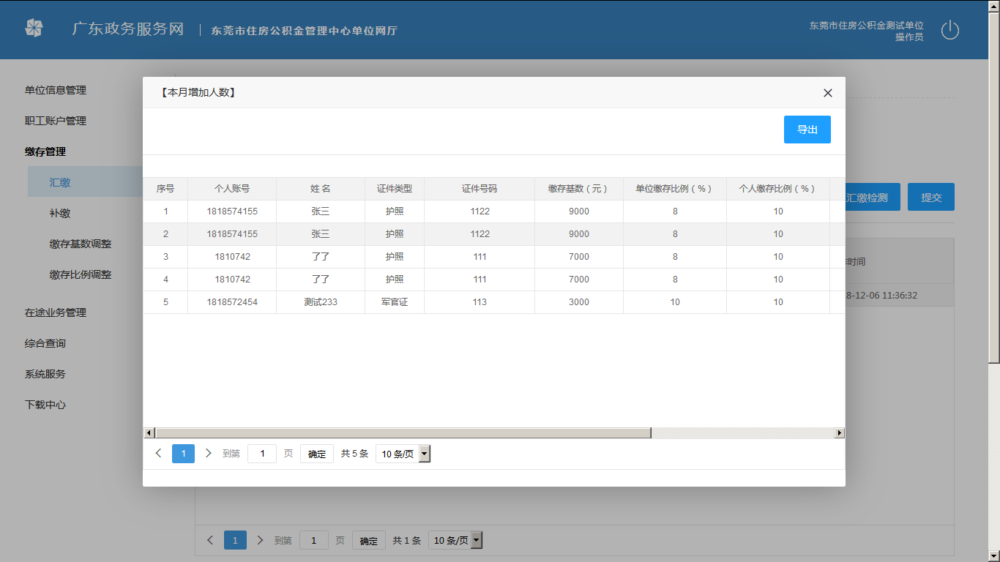 广东政务服务网 东莞市住房公积金管理中心单位网厅
东莞市住房公积金测试单位
操作员
单位信息管理
职工账户管理
缴存管理
汇缴
补缴
缴存基数调整
缴存比例调整
在途业务管理
综合查询
系统服务
下载中心
【本月增加人数】
导出
序号 个人账号 姓 名 证件类型 证件号码 缴存基数（元） 单位缴存比例（%） 个人缴存比例（%）
1 1818574155 张三 护照 1122 9000 8 10
2 1818574155 张三 护照 1122 9000 8 10
3 1810742 了了 护照 111 7000 8 10
4 1810742 了了 护照 111 7000 8 10
5 1818572454 测试233 军官证 113 3000 10 10
1 到第 1 页 确定 共 5 条 10 条/页
汇缴检测 提交
时间
8-12-06 11:36:32
1 到第 1 页 确定 共 1 条 10 条/页